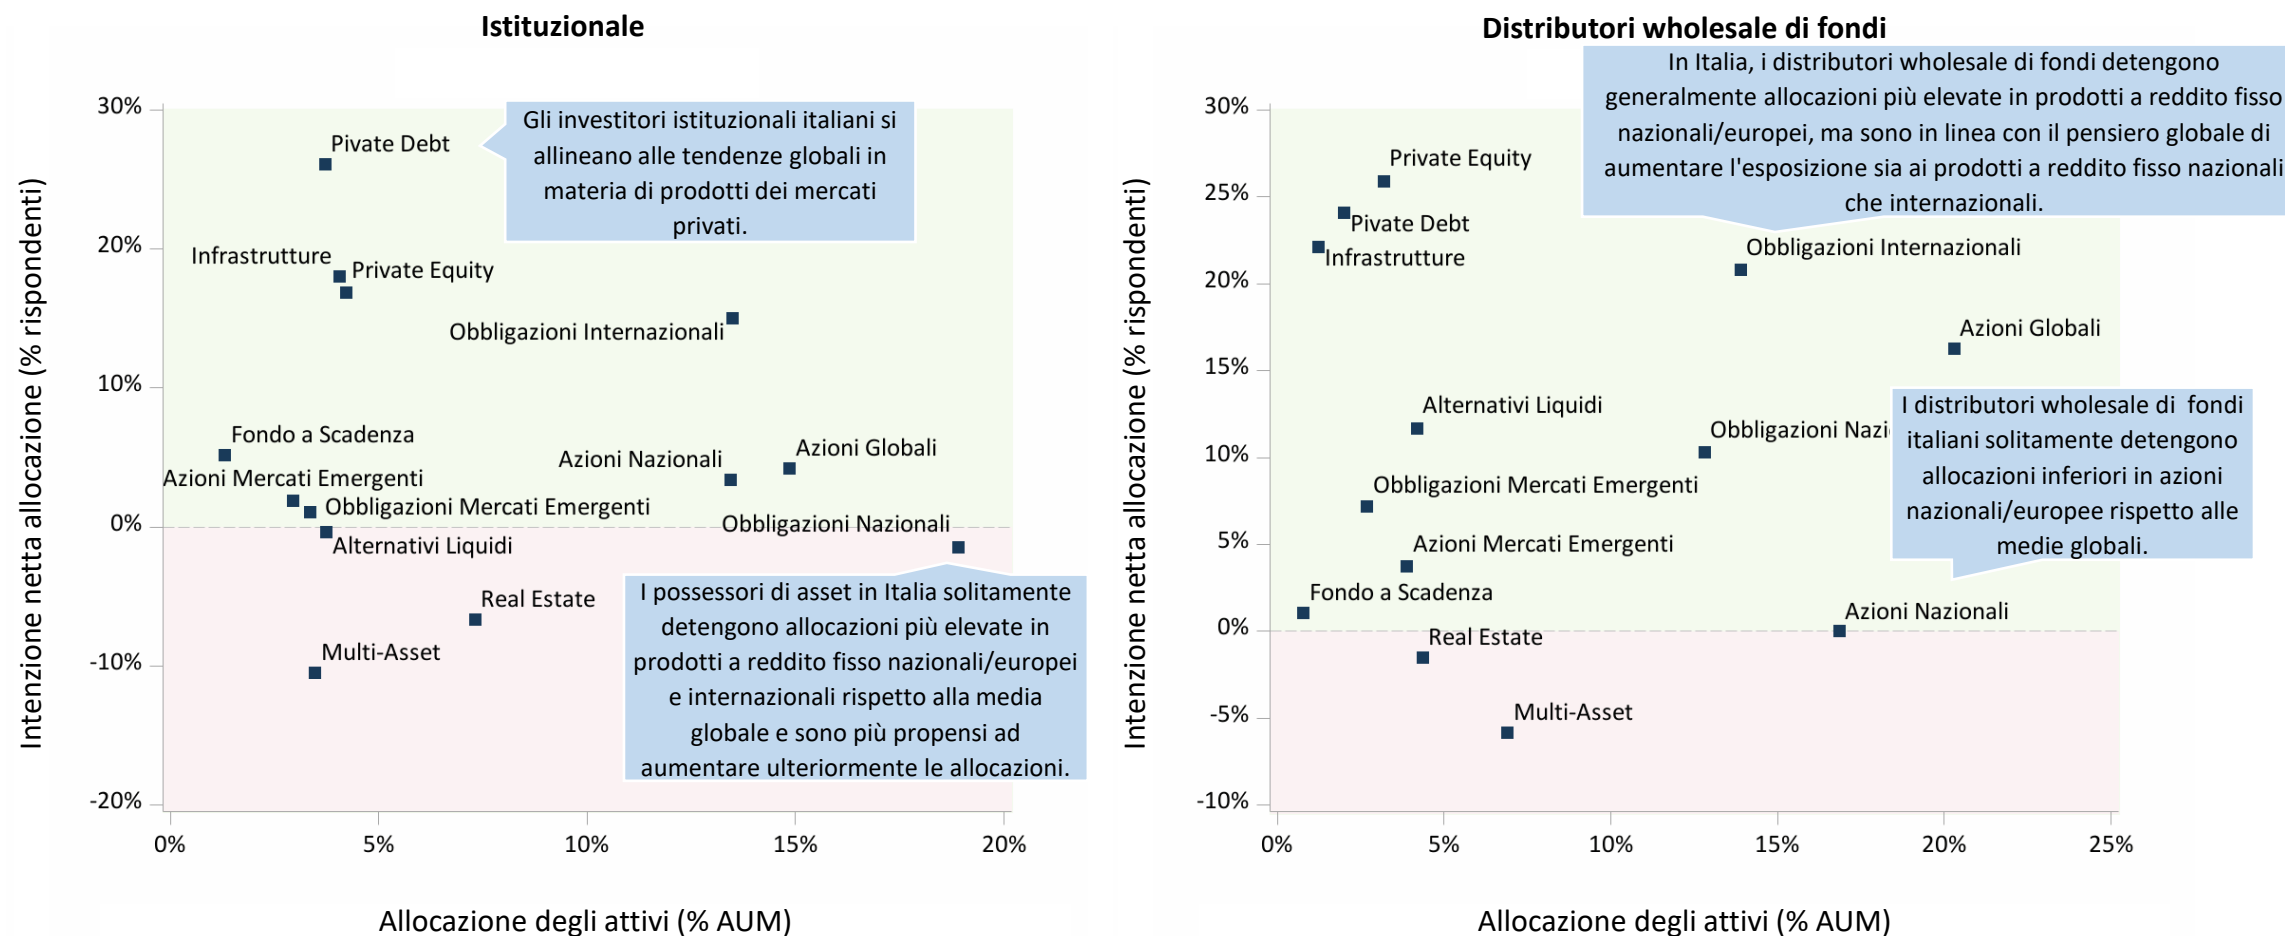 Istituzionale
Intenzione netta allocazione (% rispondenti)
30%
20%
10%
0%
-10%
-20%
Pivate Debt
Gli investitori istituzionali italiani si
allineano alle tendenze globali in
materia di prodotti dei mercati
privati.
Infrastrutture
Private Equity
Obbligazioni Internazionali
Fondo a Scadenza
Azioni Nazionali
Azioni Globali
Azioni Mercati Emergenti
Obbligazioni Mercati Emergenti
Obbligazioni Nazionali
Alternativi Liquidi
Real Estate
Multi-Asset
I possessori di asset in Italia solitamente
detengono allocazioni più elevate in
prodotti a reddito fisso nazionali/europei
e internazionali rispetto alla media
globale e sono più propensi ad
aumentare ulteriormente le allocazioni.
0%
5%
10%
15%
20%
Allocazione degli attivi (% AUM)
Distributori wholesale di fondi
In Italia, i distributori wholesale di fondi detengono
generalmente allocazioni più elevate in prodotti a reddito fisso
nazionali/europei, ma sono in linea con il pensiero globale di
aumentare l'esposizione sia ai prodotti a reddito fisso nazionali
che internazionali.
Intenzione netta allocazione (% rispondenti)
30%
25%
20%
15%
10%
5%
0%
-5%
-10%
Private Equity
Pivate Debt
Infrastrutture
Obbligazioni Internazionali
Azioni Globali
Alternativi Liquidi
Obbligazioni Nazi
I distributori wholesale di fondi
italiani solitamente detengono
allocazioni inferiori in azioni
nazionali/europee rispetto alle
medie globali.
Obbligazioni Mercati Emergenti
Azioni Mercati Emergenti
Fondo a Scadenza
Azioni Nazionali
Real Estate
Multi-Asset
0%
5%
10%
15%
20%
25%
Allocazione degli attivi (% AUM)